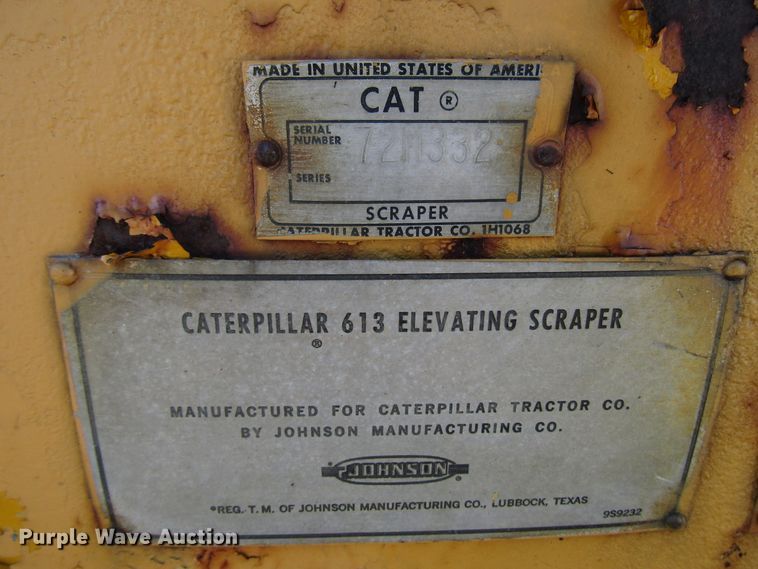 MADE IN UNITED STATES OF AMERI
CAT ®
SERIAL
NUMBER 72M332
SERIES
SCRAPER
CATERPILLAR TRACTOR CO. 1H1068
CATERPILLAR 613 ELEVATING SCRAPER
®
MANUFACTURED FOR CATERPILLAR TRACTOR CO.
BY JOHNSON MANUFACTURING CO.
JOHNSON ®
*REG. T. M. OF JOHNSON MANUFACTURING CO., LUBBOCK, TEXAS
9S9232
Purple Wave Auction